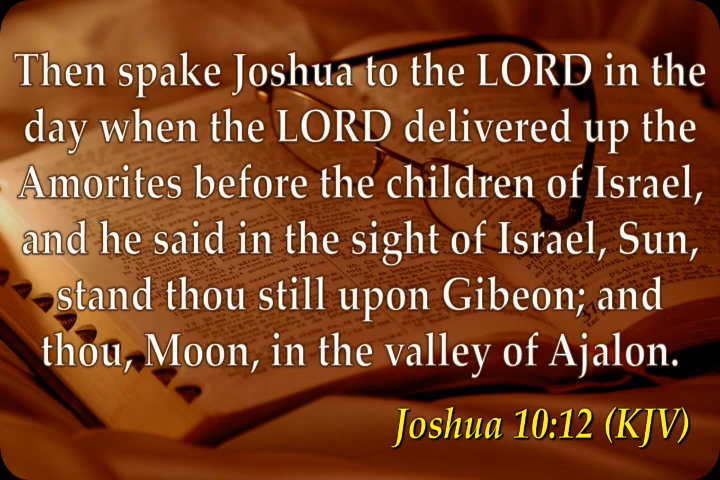 Then spake Joshua to the LORD in the
day when the LORD delivered up the
Amorites before the children of Israel,
and he said in the sight of Israel, Sun,
stand thou still upon Gibeon; and
thou, Moon, in the valley of Ajalon.
Joshua 10:12 (KJV)